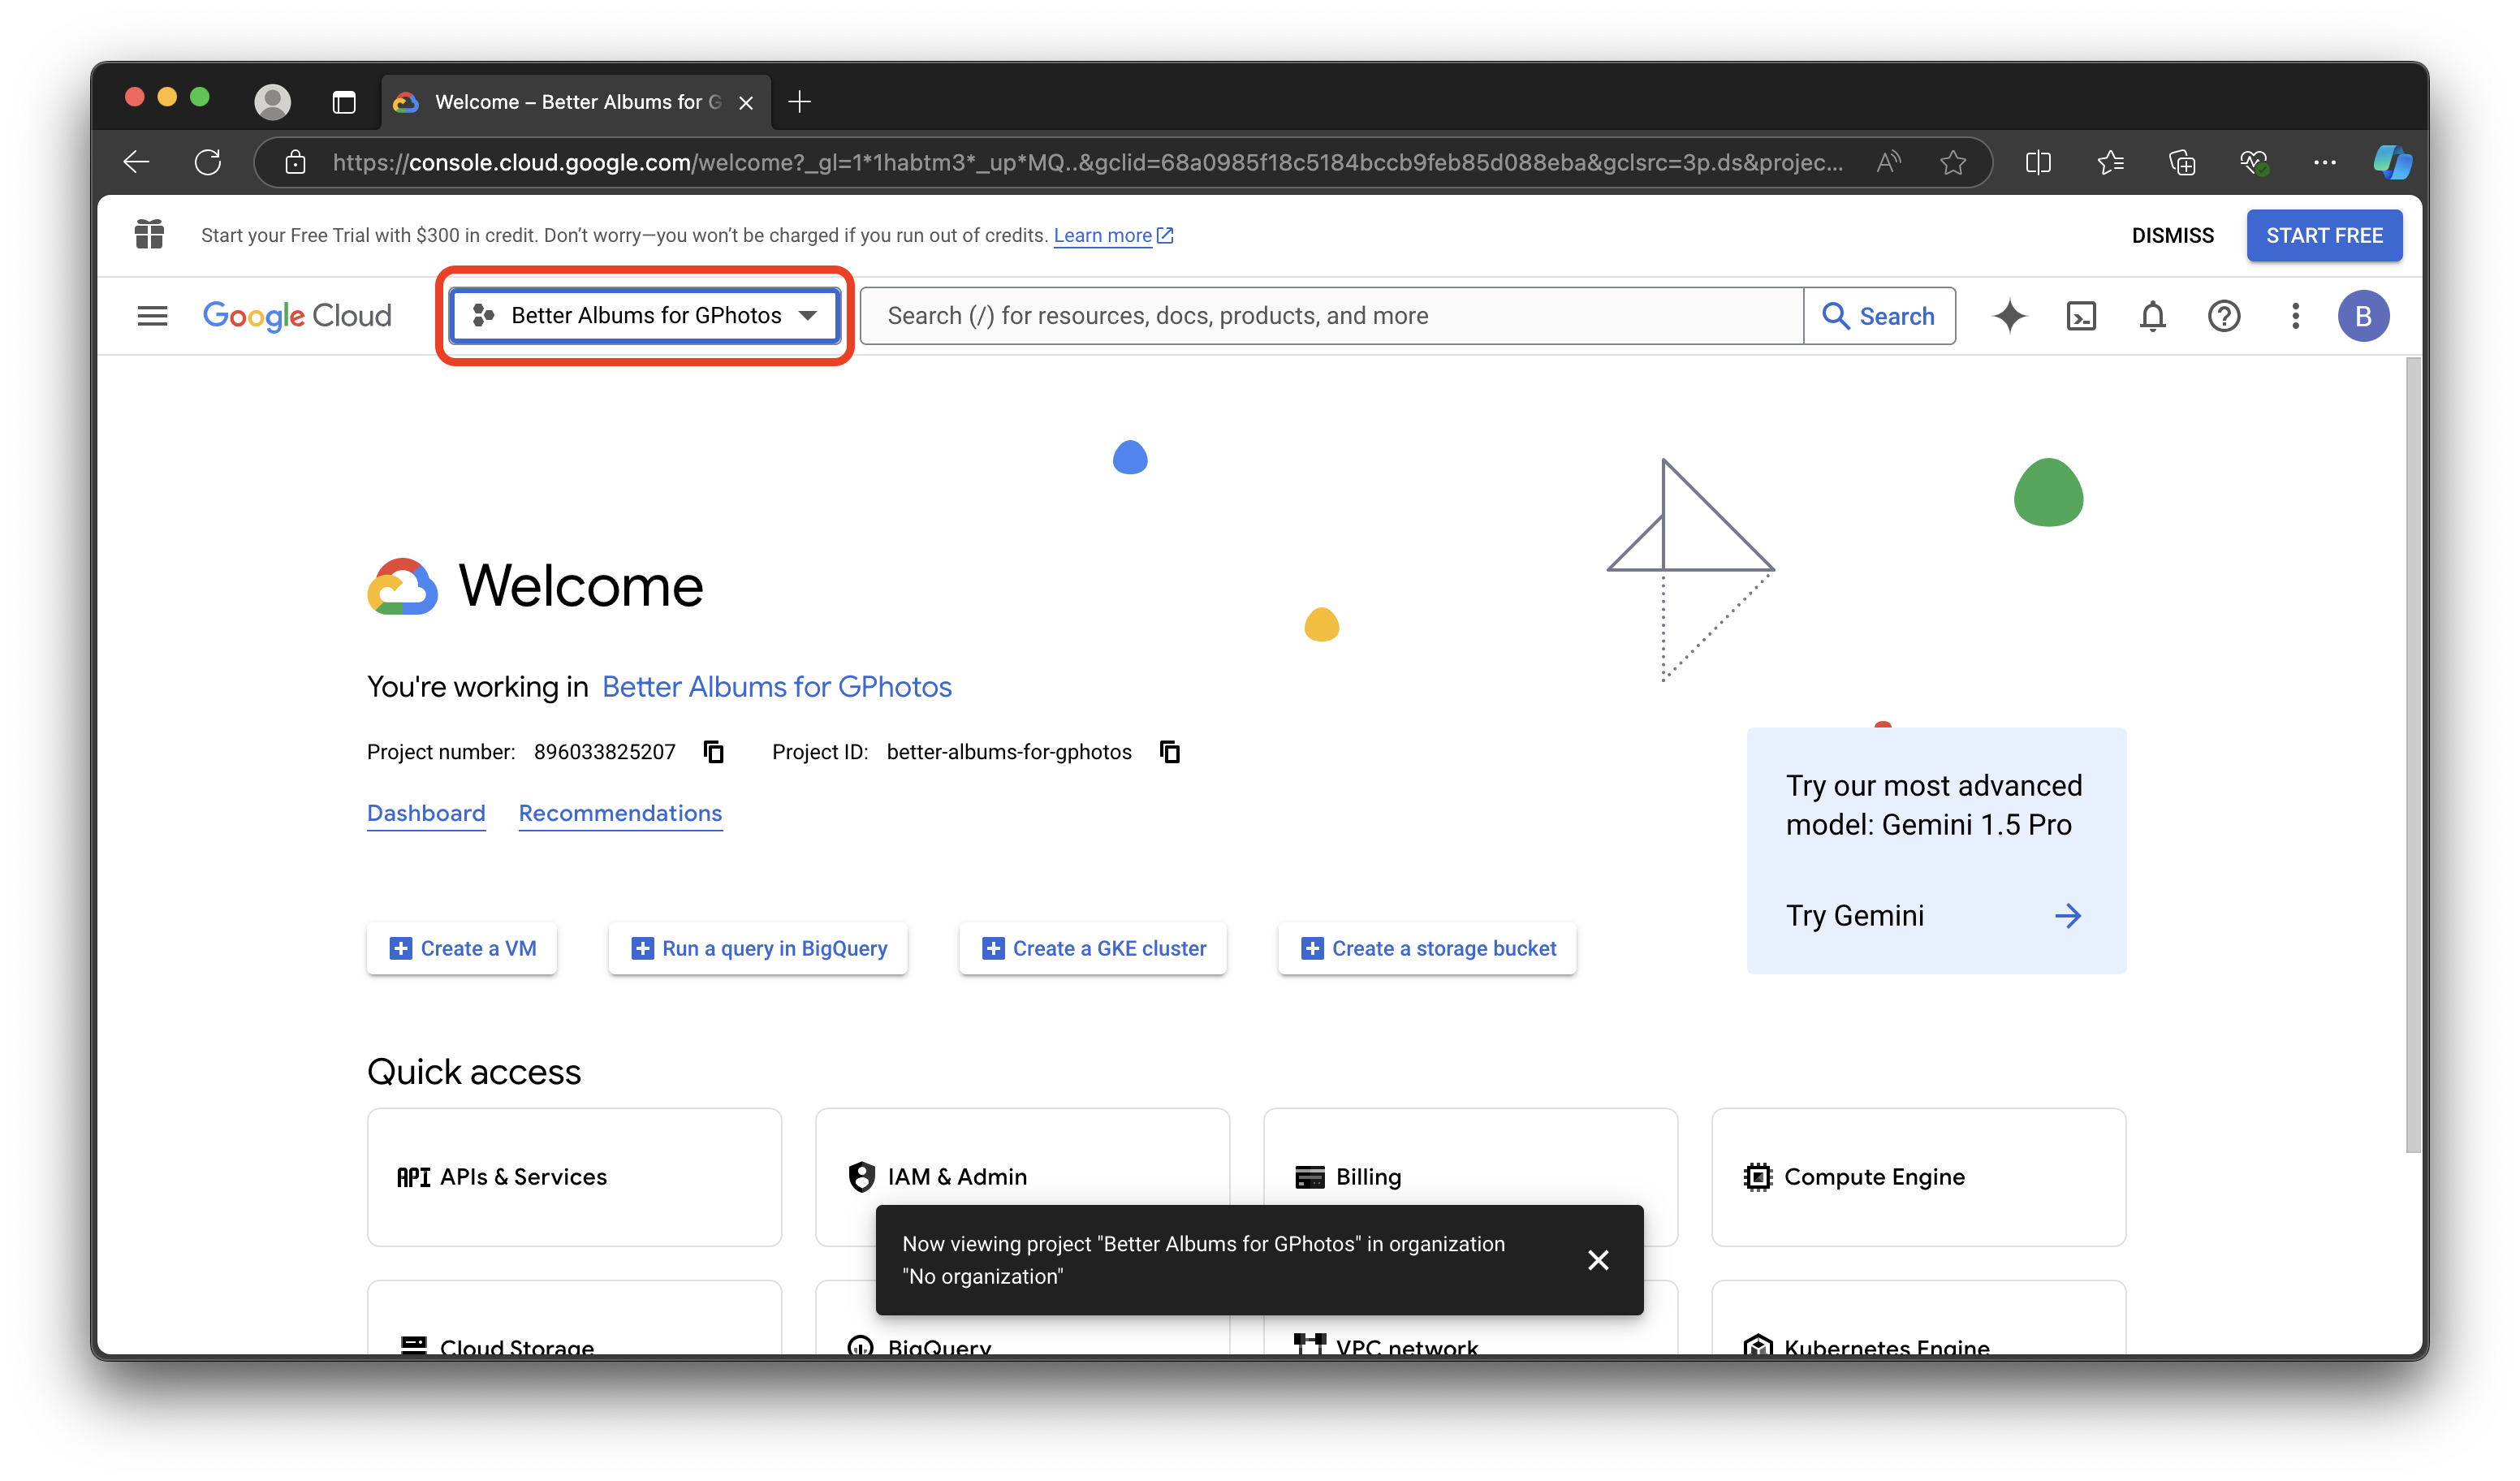 Welcome – Better Albums for G
https://console.cloud.google.com/welcome?_gl=1*1habtm3*_up*MQ..&gclid=68a0985f18c5184bccb9feb85d088eba&gclsrc=3p.ds&projec...
Start your Free Trial with $300 in credit. Don’t worry—you won’t be charged if you run out of credits. Learn more
DISMISS
START FREE
Google Cloud
Better Albums for GPhotos
Search (/) for resources, docs, products, and more
Search
B
Welcome
You're working in Better Albums for GPhotos
Project number: 896033825207 Project ID: better-albums-for-gphotos
Dashboard Recommendations
Try our most advanced
model: Gemini 1.5 Pro
Try Gemini
Create a VM
Run a query in BigQuery
Create a GKE cluster
Create a storage bucket
Quick access
API APIs & Services
IAM & Admin
Billing
Compute Engine
Now viewing project "Better Albums for GPhotos" in organization
"No organization"
Cloud Storage
BigQuery
VPC network
Kubernetes Engine